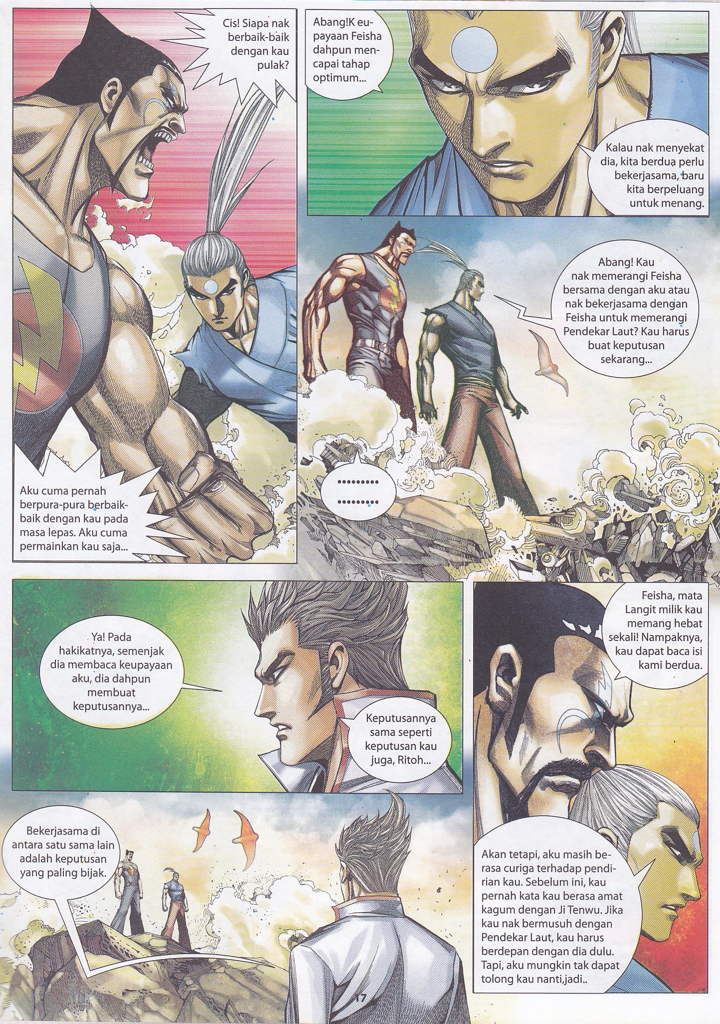 Cis! Siapa nak
berbaik-baik
dengan kau
pulak?
Aku cuma pernah
berpura-pura berbaik-
baik dengan kau pada
masa lepas. Aku cuma
permainkan kau saja...
Abang!K eu-
payaan Feisha
dahpun men-
capai tahap
optimum...
Kalau nak menyekat
dia, kita berdua perlu
bekerjasama, baru
kita berpeluang
untuk menang.
Abang! Kau
nak memerangi Feisha
bersama dengan aku atau
nak bekerjasama dengan
Feisha untuk memerangi
Pendekar Laut? Kau harus
buat keputusan
sekarang...
.........
.........
Ya! Pada
hakikatnya, semenjak
dia membaca keupayaan
aku, dia dahpun
membuat
keputusannya...
Keputusannya
sama seperti
keputusan kau
juga, Ritoh...
Feisha, mata
Langit milik kau
memang hebat
sekali! Nampaknya,
kau dapat baca isi
kami berdua.
Bekerjasama di
antara satu sama lain
adalah keputusan
yang paling bijak.
Akan tetapi, aku masih be-
rasa curiga terhadap pendi-
rian kau. Sebelum ini, kau
pernah kata kau berasa amat
kagum dengan Ji Tenwu. Jika
kau nak bermusuh dengan
Pendekar Laut, kau harus
berdepan dengan dia dulu.
Tapi, aku mungkin tak dapat
tolong kau nanti,jadi..
17